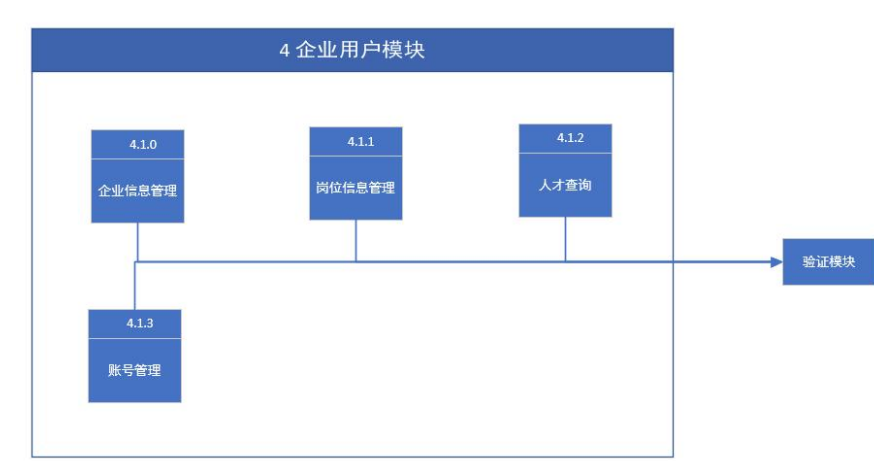 4 企业用户模块
4.1.0
企业信息管理
4.1.1
岗位信息管理
4.1.2
人才查询
验证模块
4.1.3
账号管理